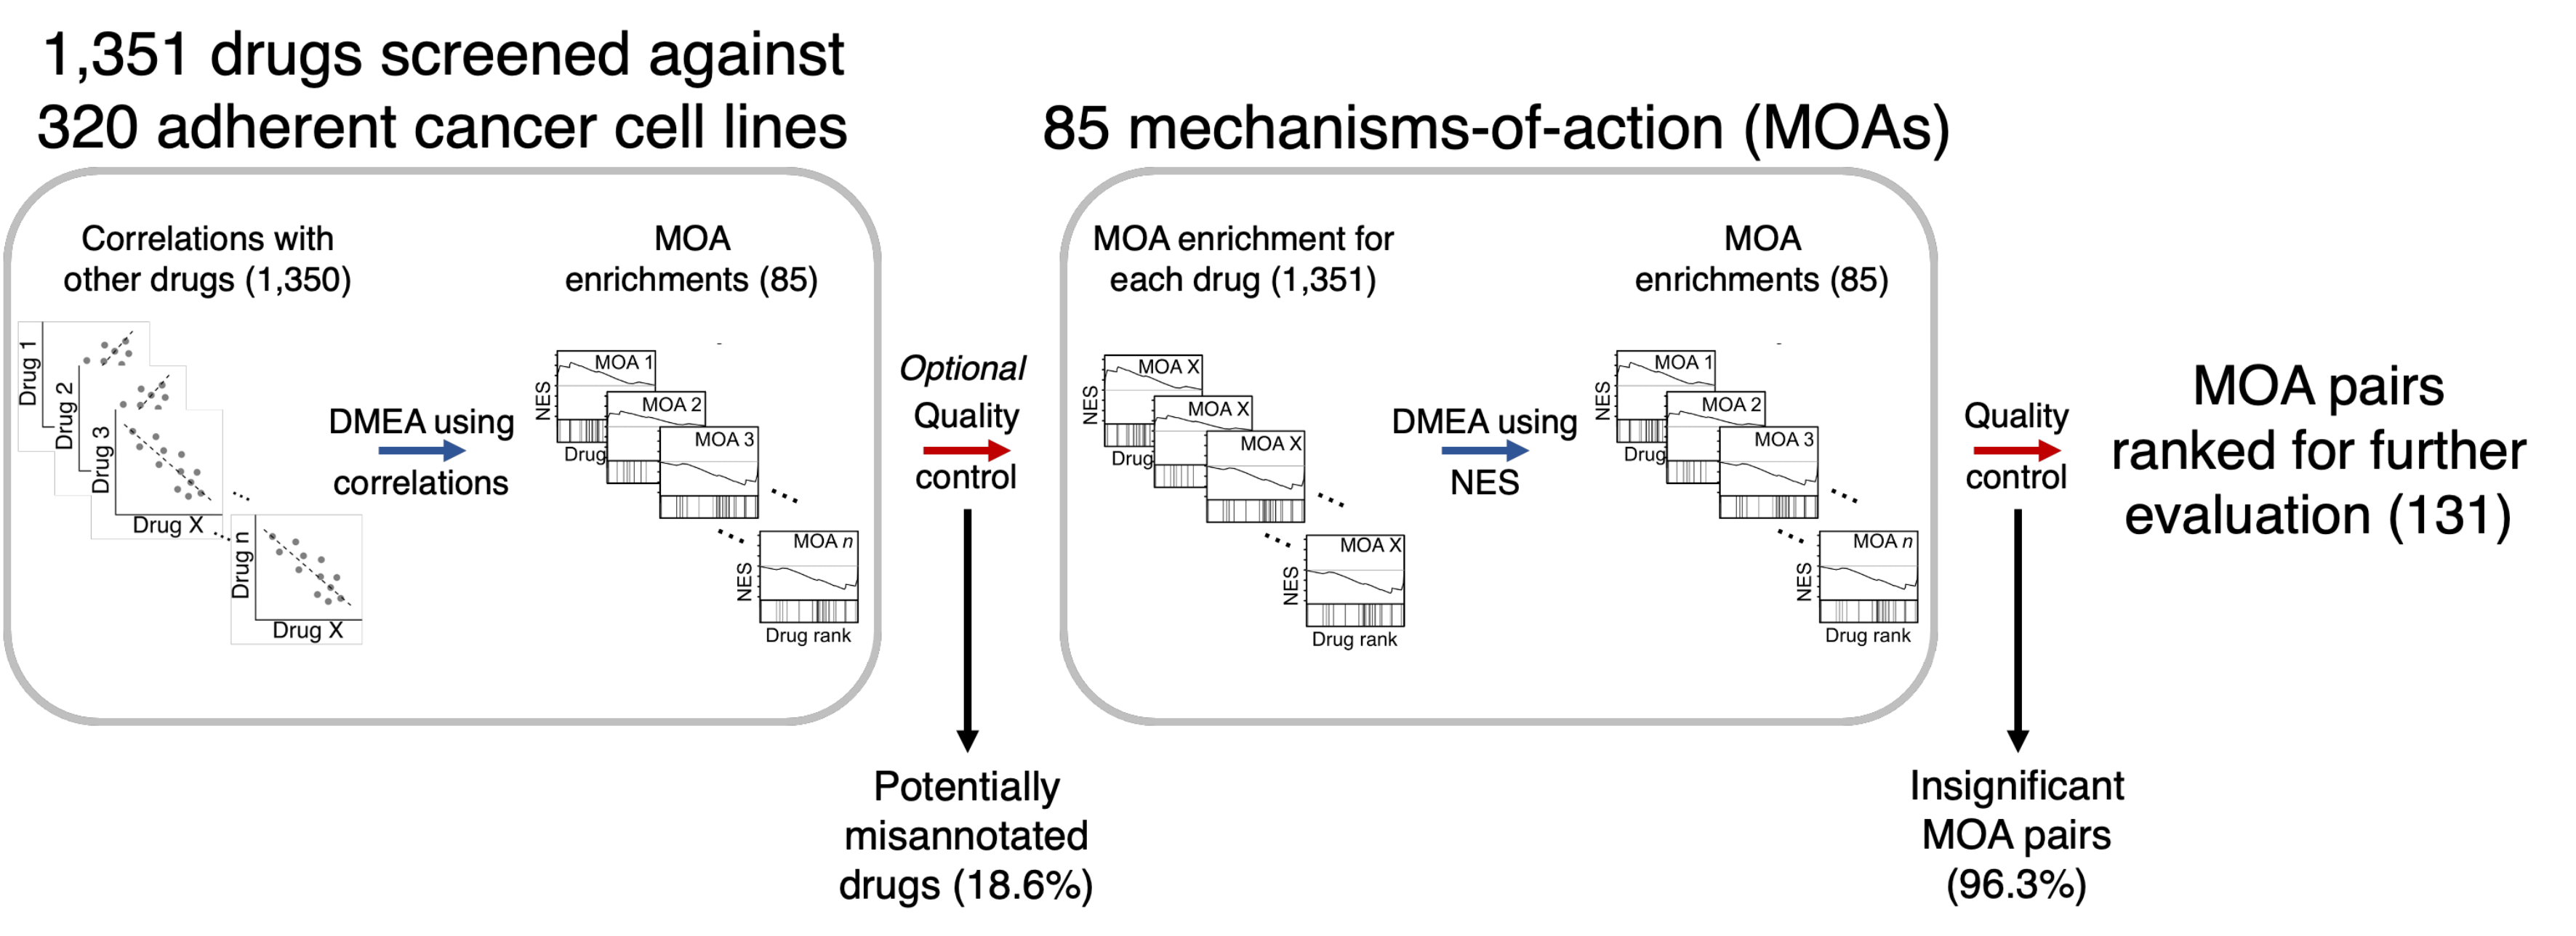 1,351 drugs screened against
320 adherent cancer cell lines
85 mechanisms-of-action (MOAs)
Correlations with
other drugs (1,350)
MOA
enrichments (85)
Drug 1
Drug 2
Drug 3
Drug X
Drug n
Drug X
DMEA using
correlations
NES
MOA 1
MOA 2
MOA 3
Drug
NES
MOA n
Drug rank
Optional
Quality
control
Potentially
misannotated
drugs (18.6%)
MOA enrichment for
each drug (1,351)
MOA
enrichments (85)
NES
MOA X
MOA X
MOA X
Drug
NES
MOA X
Drug rank
DMEA using
NES
NES
MOA 1
MOA 2
MOA 3
Drug
NES
MOA n
Drug rank
Quality
control
Insignificant
MOA pairs
(96.3%)
MOA pairs
ranked for further
evaluation (131)